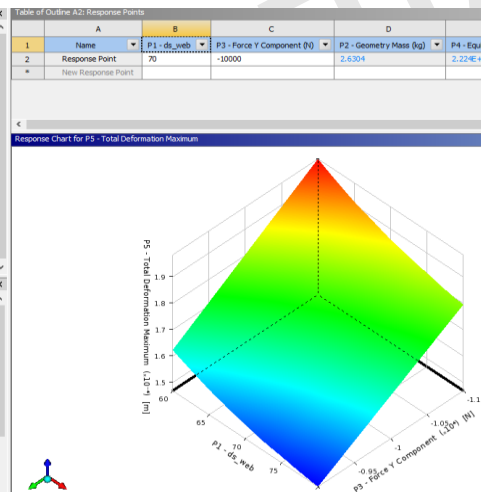 Table of Outline A2: Response Points
A B C D
1 Name P1 - ds_web P3 - Force Y Component (N) P2 - Geometry Mass (kg) P4 - Equi
2 Response Point 70 -10000 2.6304 2.224E+
* New Response Point
Response Chart for P5 - Total Deformation Maximum
P5 - Total Deformation Maximum (.10⁻⁴) [m]
1.9
1.8
1.7
1.6
1.5
60
65
70
75
P1 - ds_web
-1.1
-1.05
-1
-0.95
P3 - Force Y Component (.10⁴) [N]